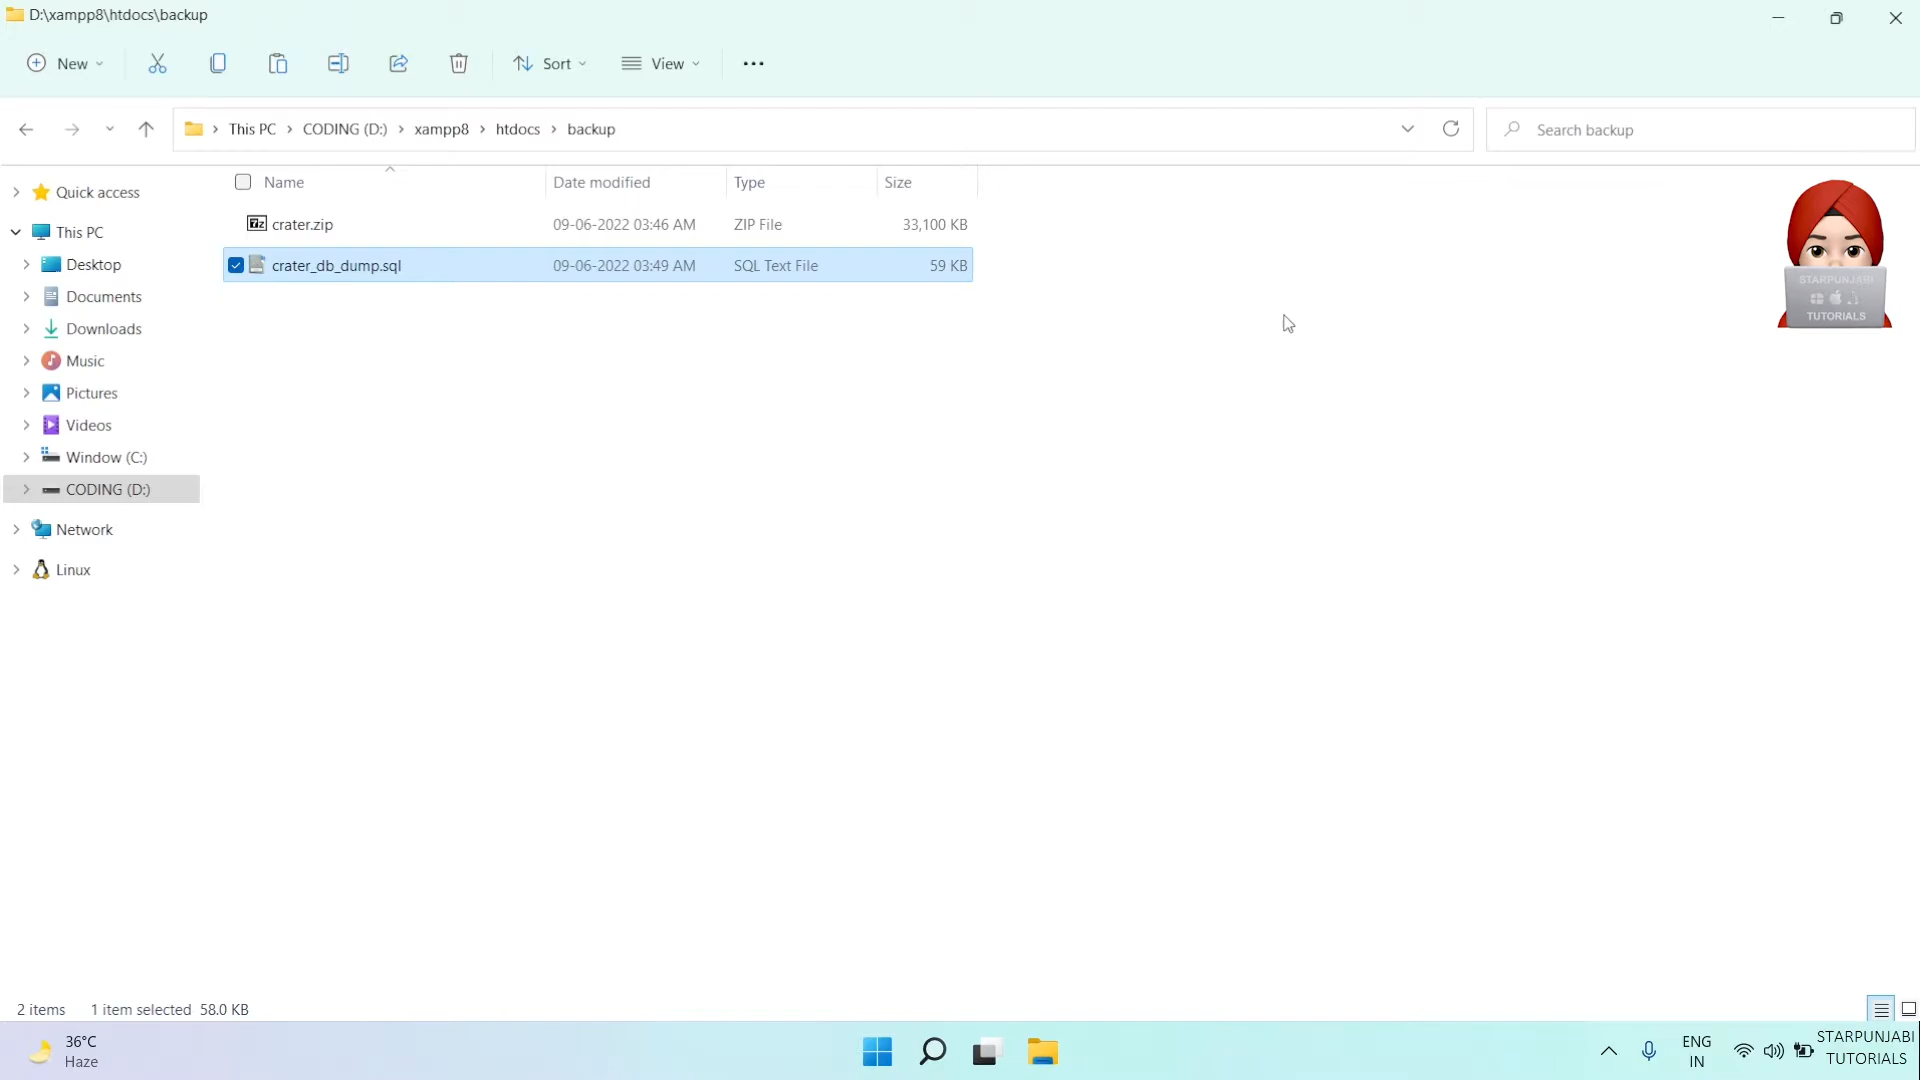 D:\xampp8\htdocs\backup
New
Sort
View
This PC
CODING (D:)
xampp8
htdocs
backup
Search backup
Name
Date modified
Type
Size
crater.zip
09-06-2022 03:46 AM
ZIP File
33,100 KB
crater_db_dump.sql
09-06-2022 03:49 AM
SQL Text File
59 KB
Quick access
This PC
Desktop
Documents
Downloads
Music
Pictures
Videos
Window (C:)
CODING (D:)
Network
Linux
STARPUNJABI
TUTORIALS
2 items
1 item selected 58.0 KB
36°C
Haze
ENG
IN
STARPUNJABI
TUTORIALS